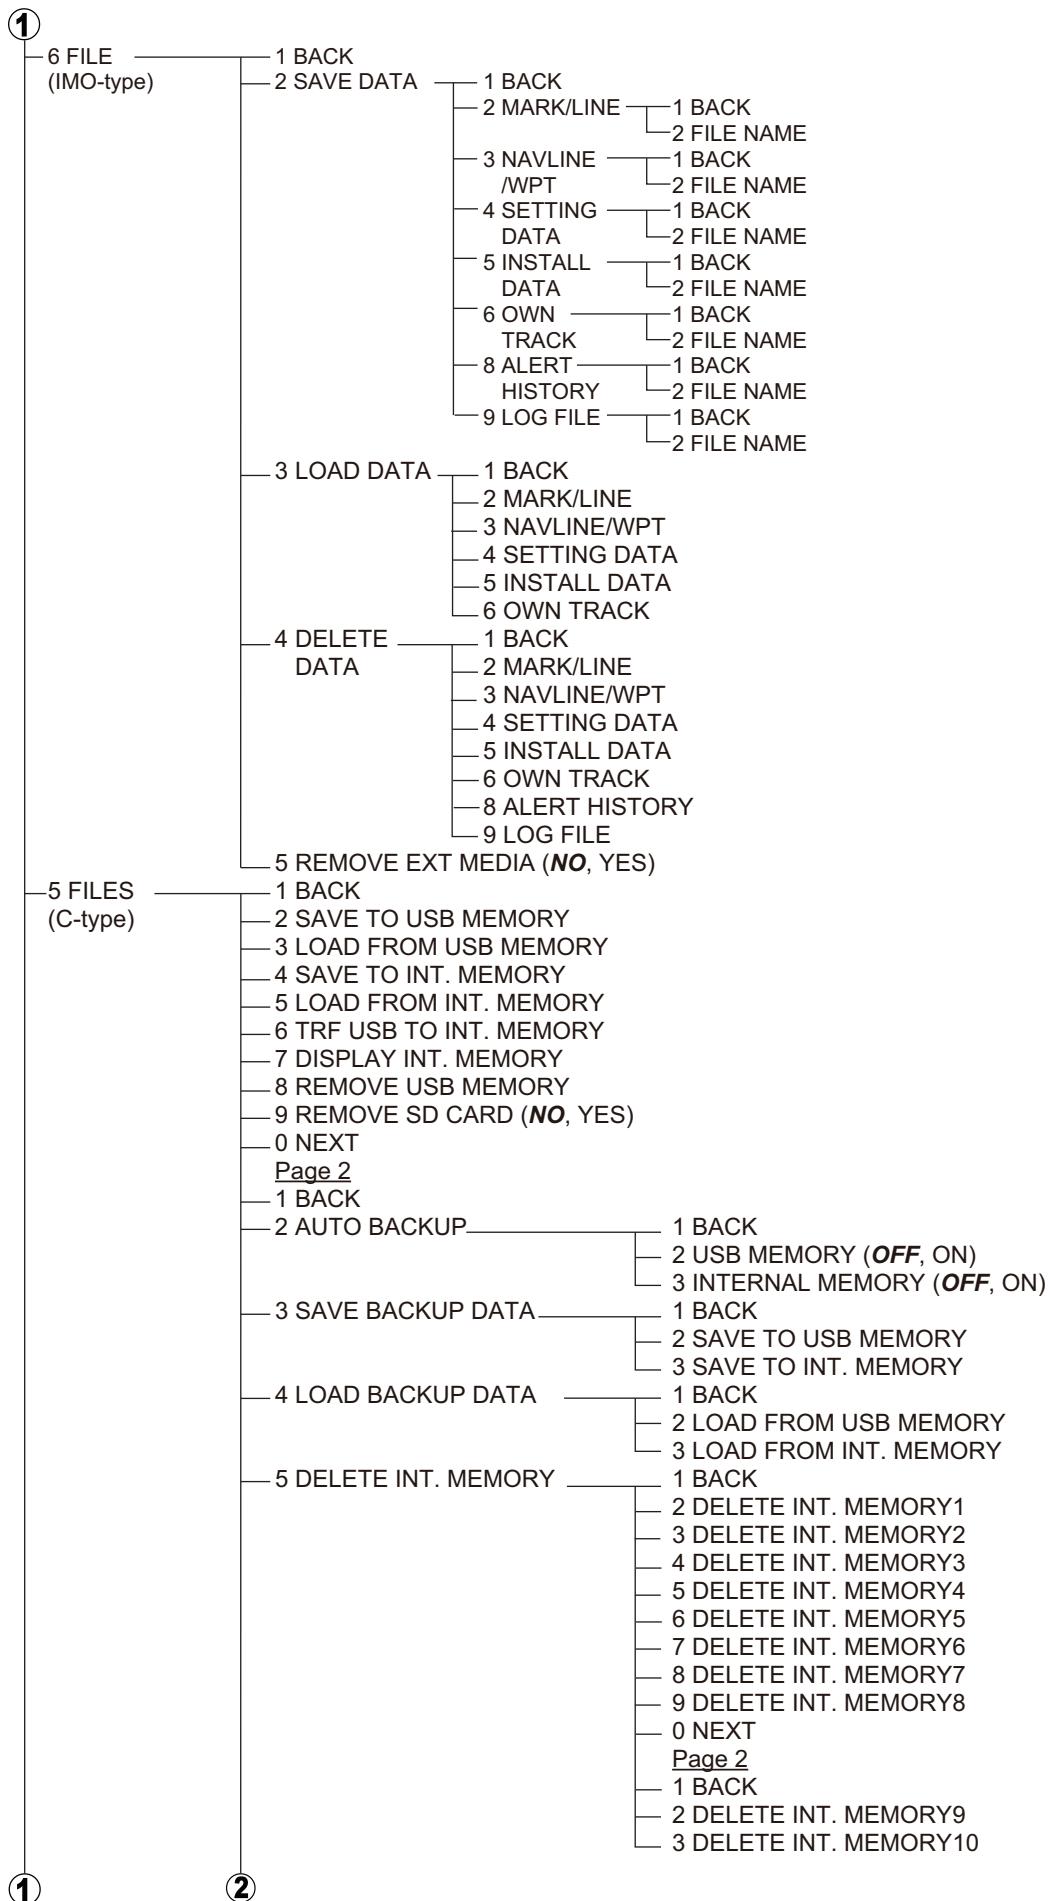 1
6 FILE 1 BACK
(IMO-type) 2 SAVE DATA 1 BACK
2 MARK/LINE 1 BACK
2 FILE NAME
3 NAVLINE 1 BACK
/WPT 2 FILE NAME
4 SETTING 1 BACK
DATA 2 FILE NAME
5 INSTALL 1 BACK
DATA 2 FILE NAME
6 OWN 1 BACK
TRACK 2 FILE NAME
8 ALERT 1 BACK
HISTORY 2 FILE NAME
9 LOG FILE 1 BACK
2 FILE NAME
3 LOAD DATA 1 BACK
2 MARK/LINE
3 NAVLINE/WPT
4 SETTING DATA
5 INSTALL DATA
6 OWN TRACK
4 DELETE 1 BACK
DATA 2 MARK/LINE
3 NAVLINE/WPT
4 SETTING DATA
5 INSTALL DATA
6 OWN TRACK
8 ALERT HISTORY
9 LOG FILE
5 REMOVE EXT MEDIA (NO, YES)
5 FILES 1 BACK
(C-type) 2 SAVE TO USB MEMORY
3 LOAD FROM USB MEMORY
4 SAVE TO INT. MEMORY
5 LOAD FROM INT. MEMORY
6 TRF USB TO INT. MEMORY
7 DISPLAY INT. MEMORY
8 REMOVE USB MEMORY
9 REMOVE SD CARD (NO, YES)
0 NEXT
Page 2
1 BACK
2 AUTO BACKUP 1 BACK
2 USB MEMORY (OFF, ON)
3 INTERNAL MEMORY (OFF, ON)
3 SAVE BACKUP DATA 1 BACK
2 SAVE TO USB MEMORY
3 SAVE TO INT. MEMORY
4 LOAD BACKUP DATA 1 BACK
2 LOAD FROM USB MEMORY
3 LOAD FROM INT. MEMORY
5 DELETE INT. MEMORY 1 BACK
2 DELETE INT. MEMORY1
3 DELETE INT. MEMORY2
4 DELETE INT. MEMORY3
5 DELETE INT. MEMORY4
6 DELETE INT. MEMORY5
7 DELETE INT. MEMORY6
8 DELETE INT. MEMORY7
9 DELETE INT. MEMORY8
0 NEXT
Page 2
1 BACK
2 DELETE INT. MEMORY9
3 DELETE INT. MEMORY10
1 2